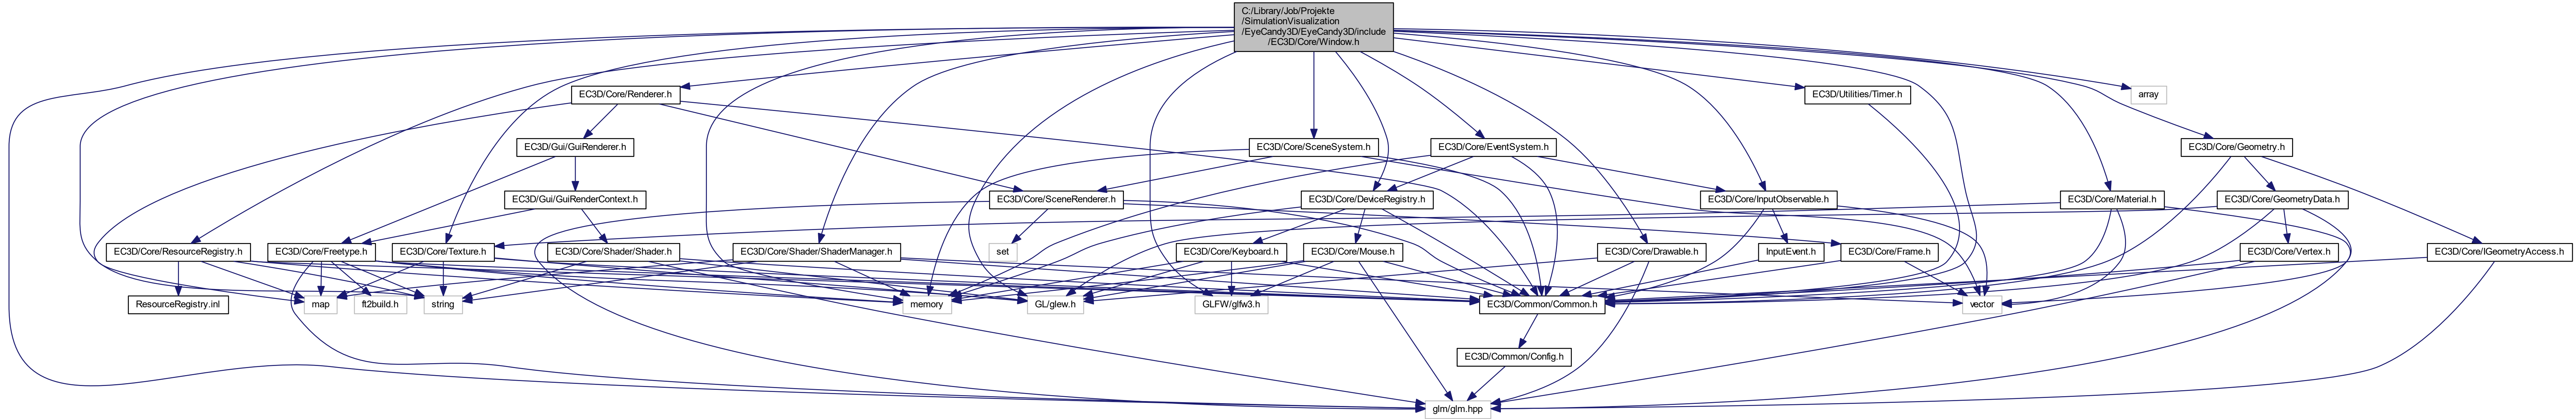 C:/Library/Job/Projekte
/SimulationVisualization
/EyeCandy3D/EyeCandy3D/include
/EC3D/Core/Window.h
EC3D/Core/Renderer.h
EC3D/Utilities/Timer.h
array
EC3D/Gui/GuiRenderer.h
EC3D/Core/SceneSystem.h
EC3D/Core/EventSystem.h
EC3D/Core/Geometry.h
EC3D/Gui/GuiRenderContext.h
EC3D/Core/SceneRenderer.h
EC3D/Core/DeviceRegistry.h
EC3D/Core/InputObservable.h
EC3D/Core/Material.h
EC3D/Core/GeometryData.h
EC3D/Core/ResourceRegistry.h
EC3D/Core/Freetype.h
EC3D/Core/Texture.h
EC3D/Core/Shader/Shader.h
EC3D/Core/Shader/ShaderManager.h
set
EC3D/Core/Keyboard.h
EC3D/Core/Mouse.h
EC3D/Core/Drawable.h
InputEvent.h
EC3D/Core/Frame.h
EC3D/Core/Vertex.h
EC3D/Core/IGeometryAccess.h
ResourceRegistry.inl
map
ft2build.h
string
memory
GL/glew.h
GLFW/glfw3.h
EC3D/Common/Common.h
vector
EC3D/Common/Config.h
glm/glm.hpp